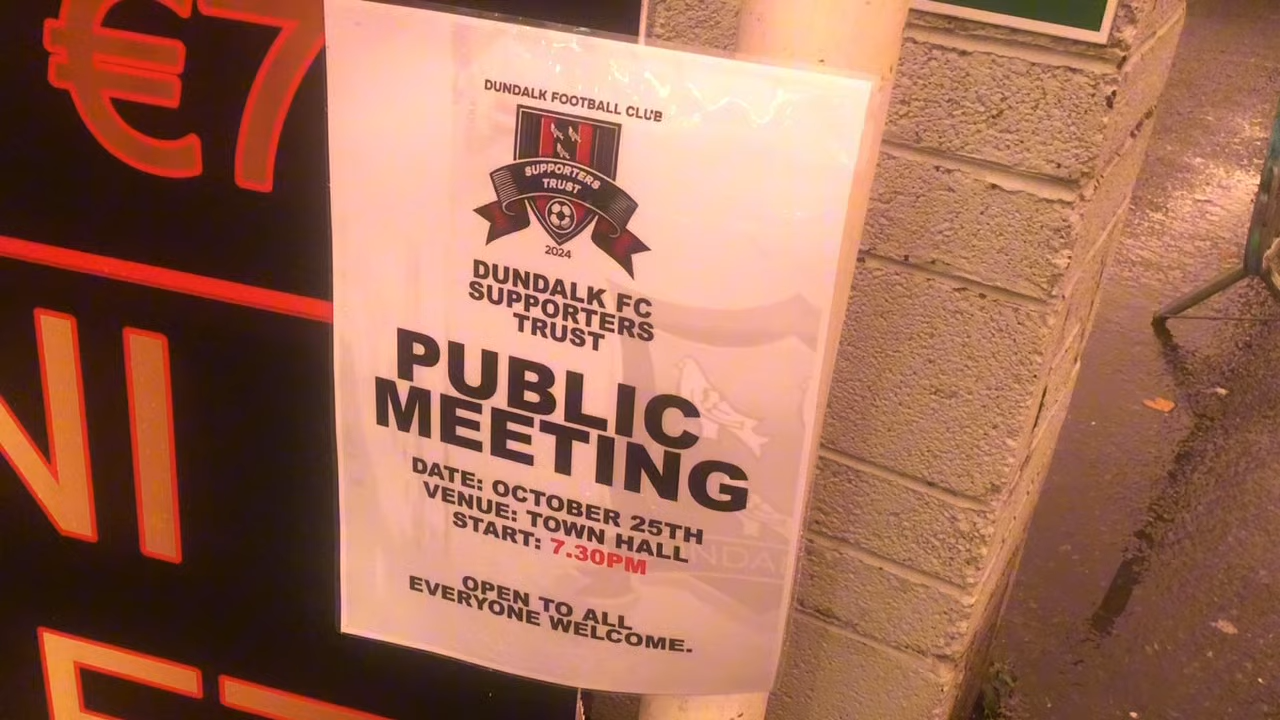 €7
NI
DUNDALK FOOTBALL CLUB
SUPPORTERS
TRUST
2024
DUNDALK FC
SUPPORTERS
TRUST
PUBLIC
MEETING
DATE: OCTOBER 25TH
VENUE: TOWN HALL
START: 7.30PM
OPEN TO ALL
EVERYONE WELCOME.